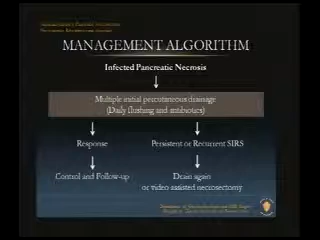 MANAGEMENT ALGORITHM
Infected Pancreatic Necrosis
Multiple initial percutaneous drainage
(Daily flushing and antibiotics)
Response
Persistent or Recurrent SIRS
Control and Follow-up
Drain again
or video assisted necrosectomy